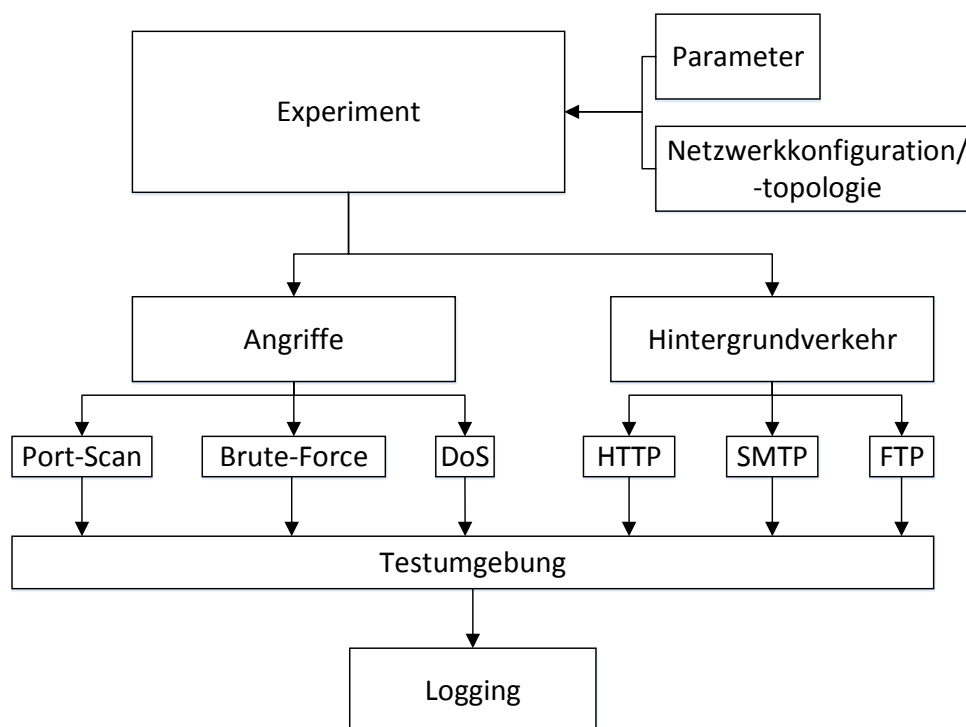 Parameter
Experiment
Netzwerkkonfiguration/
-topologie
Angriffe
Hintergrundverkehr
Port-Scan
Brute-Force
DoS
HTTP
SMTP
FTP
Testumgebung
Logging